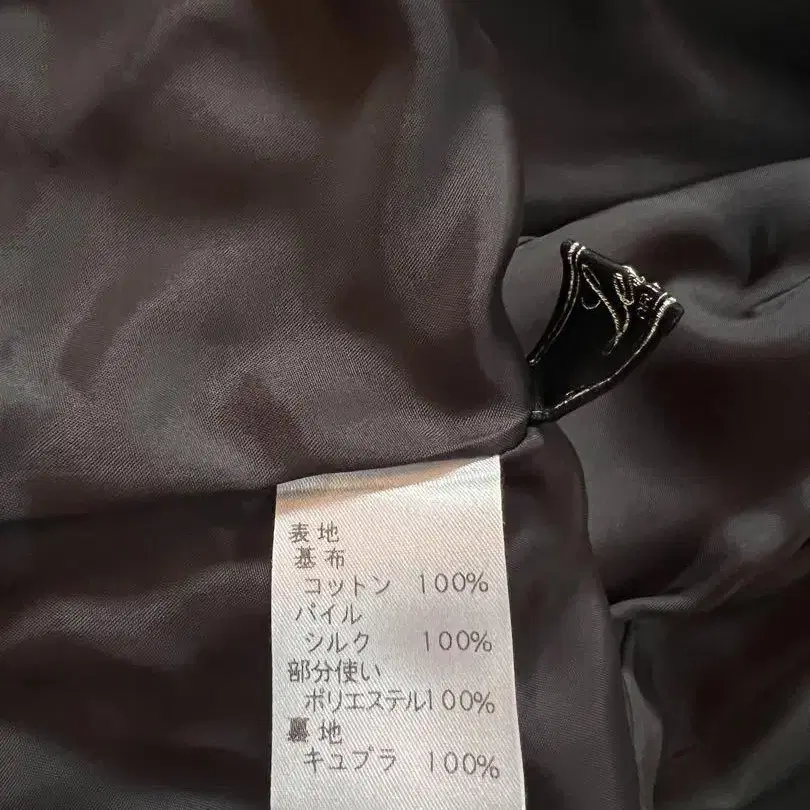 表地
基布
コットン 100%
パイル
シルク 100%
部分使い
ポリエステル100%
裏地
キュプラ 100%